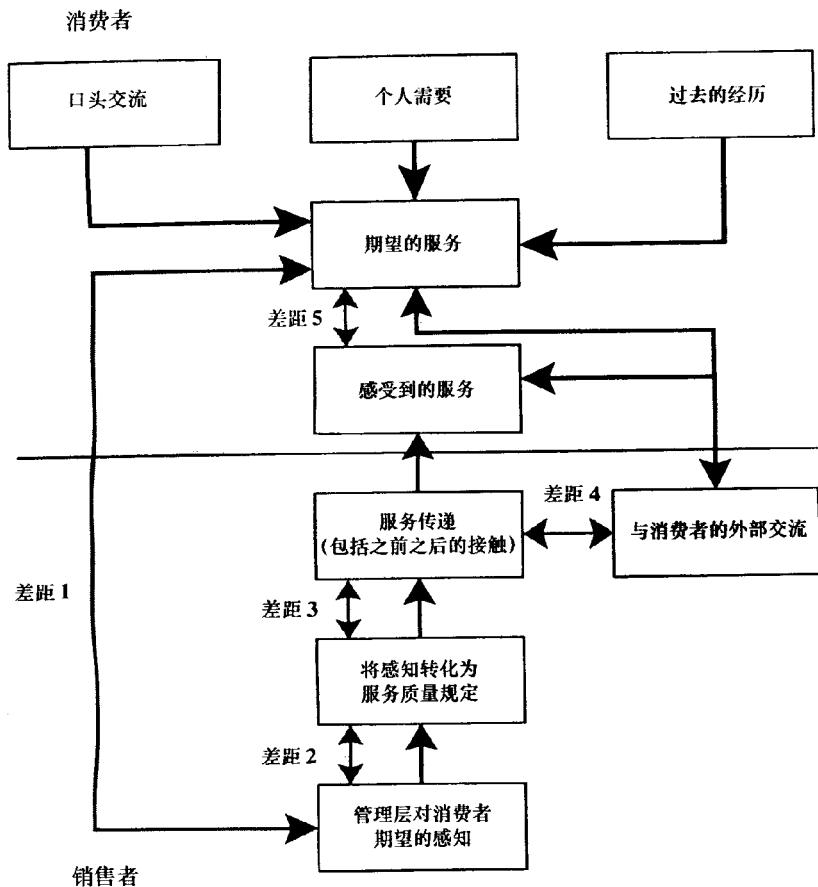 消费者
口头交流
个人需要
过去的经历
期望的服务
差距 5
感受到的服务
差距 4
服务传递
(包括之前之后的接触)
与消费者的外部交流
差距 1
差距 3
将感知转化为
服务质量规定
差距 2
管理层对消费者
期望的感知
销售者